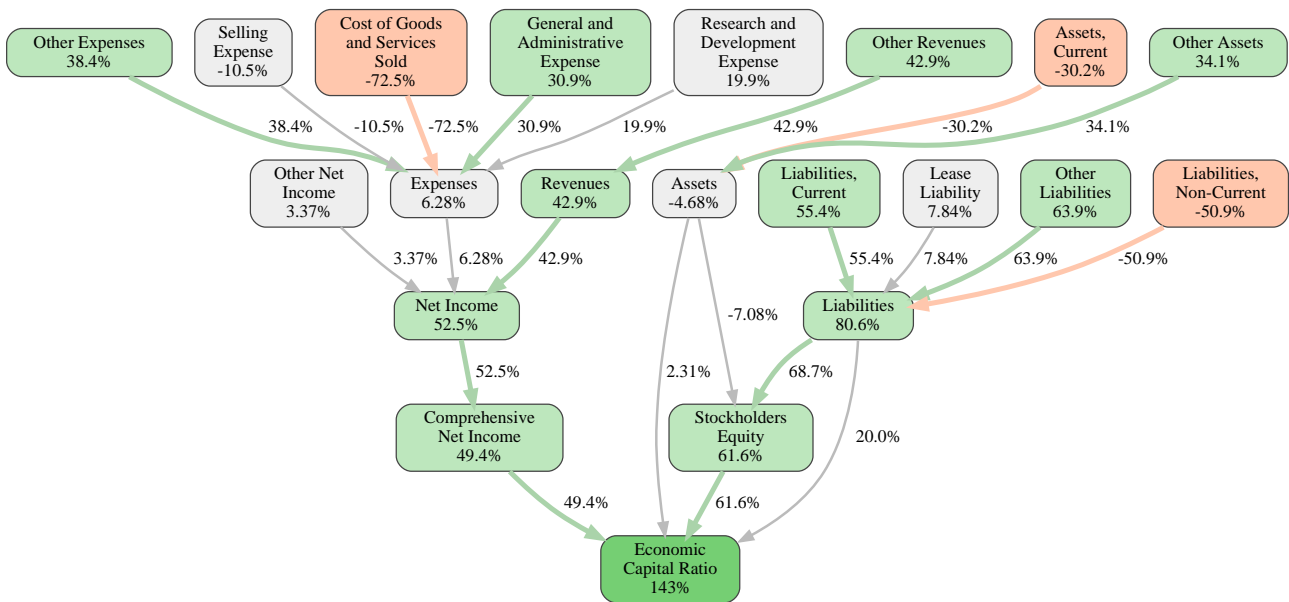 Other Expenses
38.4%
Selling
Expense
-10.5%
Cost of Goods
and Services
Sold
-72.5%
General and
Administrative
Expense
30.9%
Research and
Development
Expense
19.9%
Other Revenues
42.9%
Assets,
Current
-30.2%
Other Assets
34.1%
38.4%
-10.5%
-72.5%
30.9%
19.9%
42.9%
-30.2%
34.1%
Other Net
Income
3.37%
Expenses
6.28%
Revenues
42.9%
Assets
-4.68%
Liabilities,
Current
55.4%
Lease
Liability
7.84%
Other
Liabilities
63.9%
Liabilities,
Non-Current
-50.9%
3.37%
6.28%
42.9%
55.4%
7.84%
63.9%
-50.9%
Net Income
52.5%
-7.08%
Liabilities
80.6%
52.5%
2.31%
68.7%
20.0%
Comprehensive
Net Income
49.4%
Stockholders
Equity
61.6%
49.4%
61.6%
Economic
Capital Ratio
143%